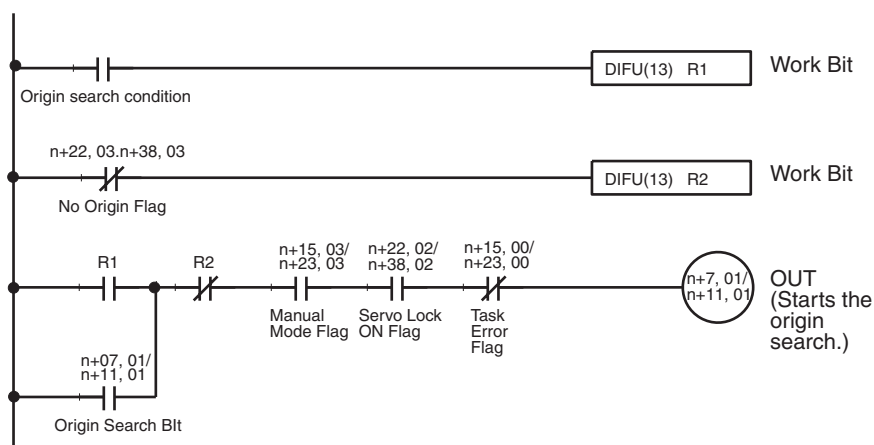 DIFU(13) R1
Work Bit
Origin search condition
n+22, 03.n+38, 03
DIFU(13) R2
Work Bit
No Origin Flag
R1
R2
n+15, 03/
n+23, 03
n+22, 02/
n+38, 02
n+15, 00/
n+23, 00
n+7, 01/
n+11, 01
OUT
(Starts the
origin
search.)
Manual
Mode Flag
Servo Lock
ON Flag
Task
Error
Flag
n+07, 01/
n+11, 01
Origin Search BIt